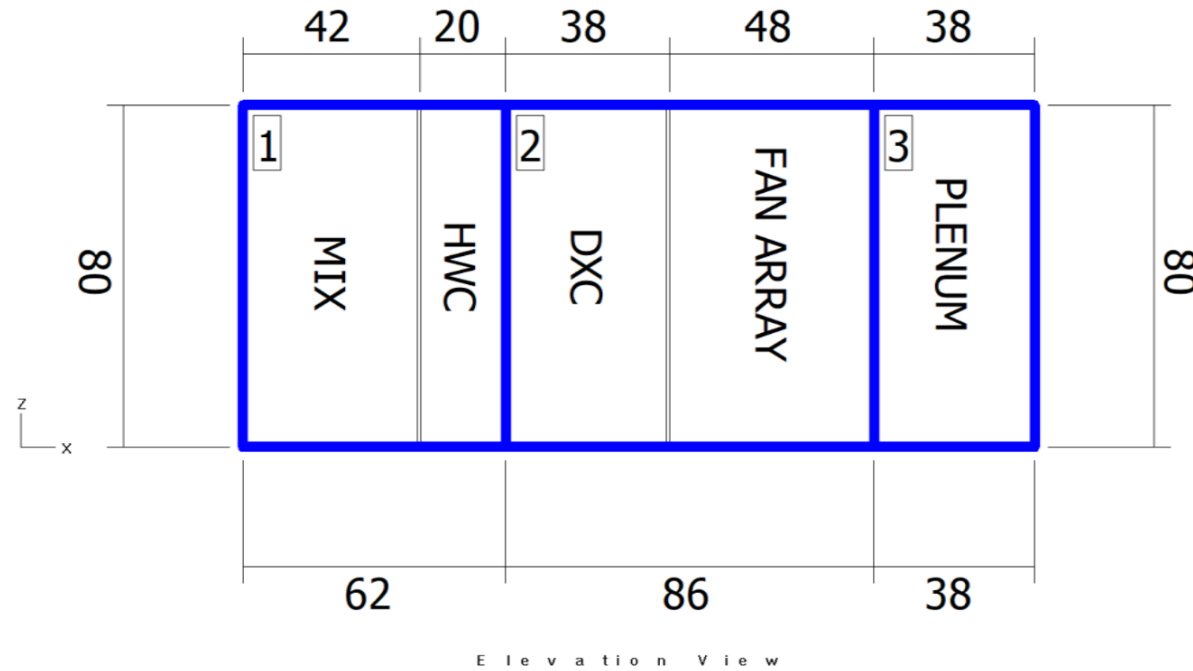 42 20 38 48 38
1 2 3
MIX HWC DXC FAN ARRAY PLENUM
80 80
Z
X
62 86 38
Elevation View